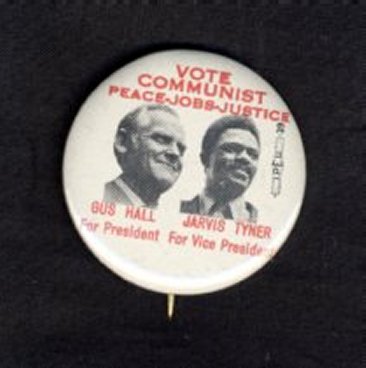 VOTE
COMMUNIST
PEACE-JOBS-JUSTICE
GUS HALL
For President
JARVIS TYNER
For Vice President